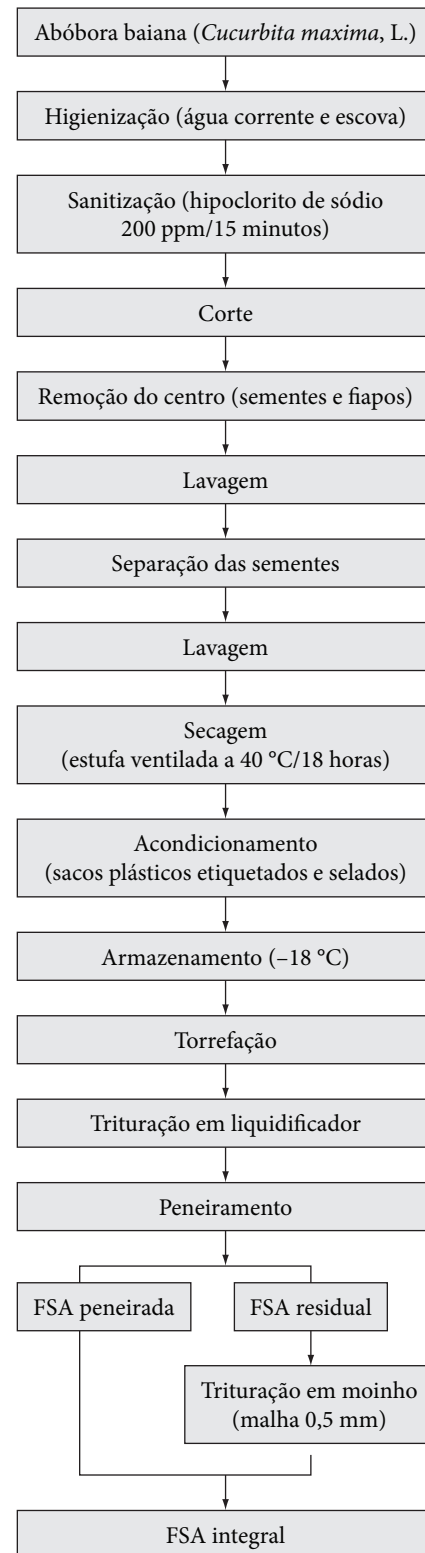 Abóbora baiana (Cucurbita maxima, L.)
Higienização (água corrente e escova)
Sanitização (hipoclorito de sódio
200 ppm/15 minutos)
Corte
Remoção do centro (sementes e fiapos)
Lavagem
Separação das sementes
Lavagem
Secagem
(estufa ventilada a 40 °C/18 horas)
Acondicionamento
(sacos plásticos etiquetados e selados)
Armazenamento (–18 °C)
Torrefação
Trituração em liquidificador
Peneiramento
FSA peneirada
FSA residual
Trituração em moinho
(malha 0,5 mm)
FSA integral